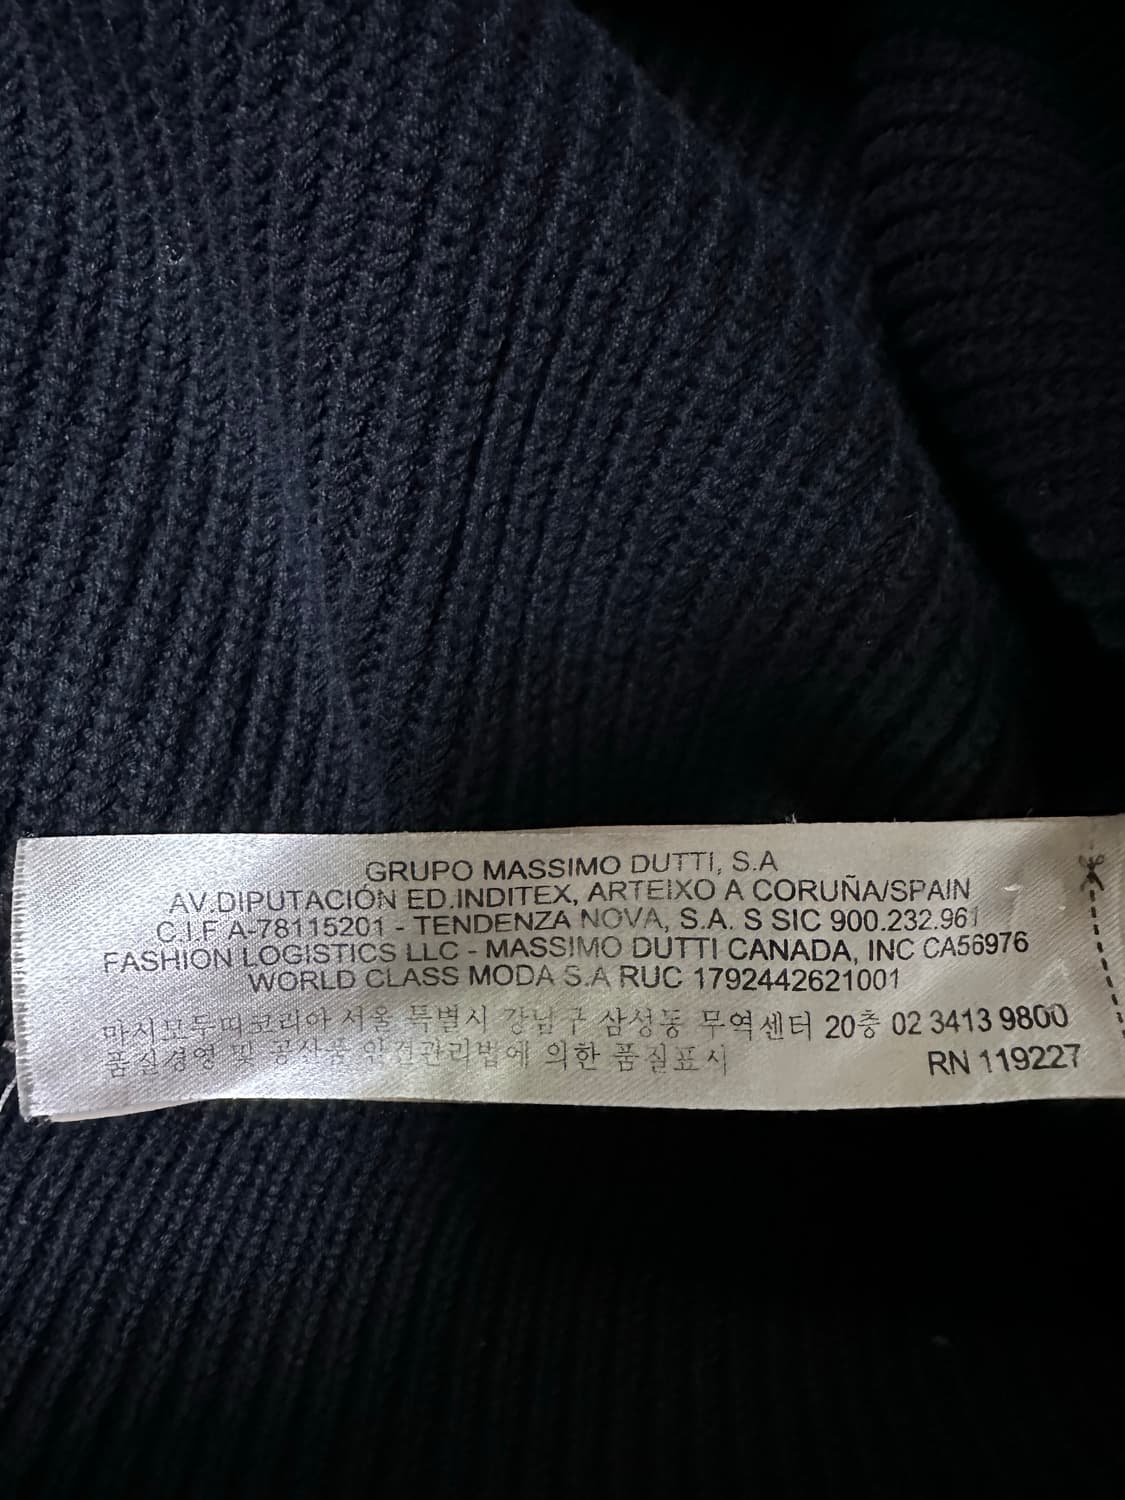 GRUPO MASSIMO DUTTI, S.A
AV.DIPUTACIÓN ED.INDITEX, ARTEIXO A CORUÑA/SPAIN
C.I.F A-78115201 - TENDENZA NOVA, S.A. S SIC 900.232.961
FASHION LOGISTICS LLC - MASSIMO DUTTI CANADA, INC CA56976
WORLD CLASS MODA S.A RUC 1792442621001
마시모두띠코리아 서울 특별시 강남구 삼성동 무역센터 20층 02 3413 9800
품질경영 및 공산품 안전관리법에 의한 품질표시 RN 119227